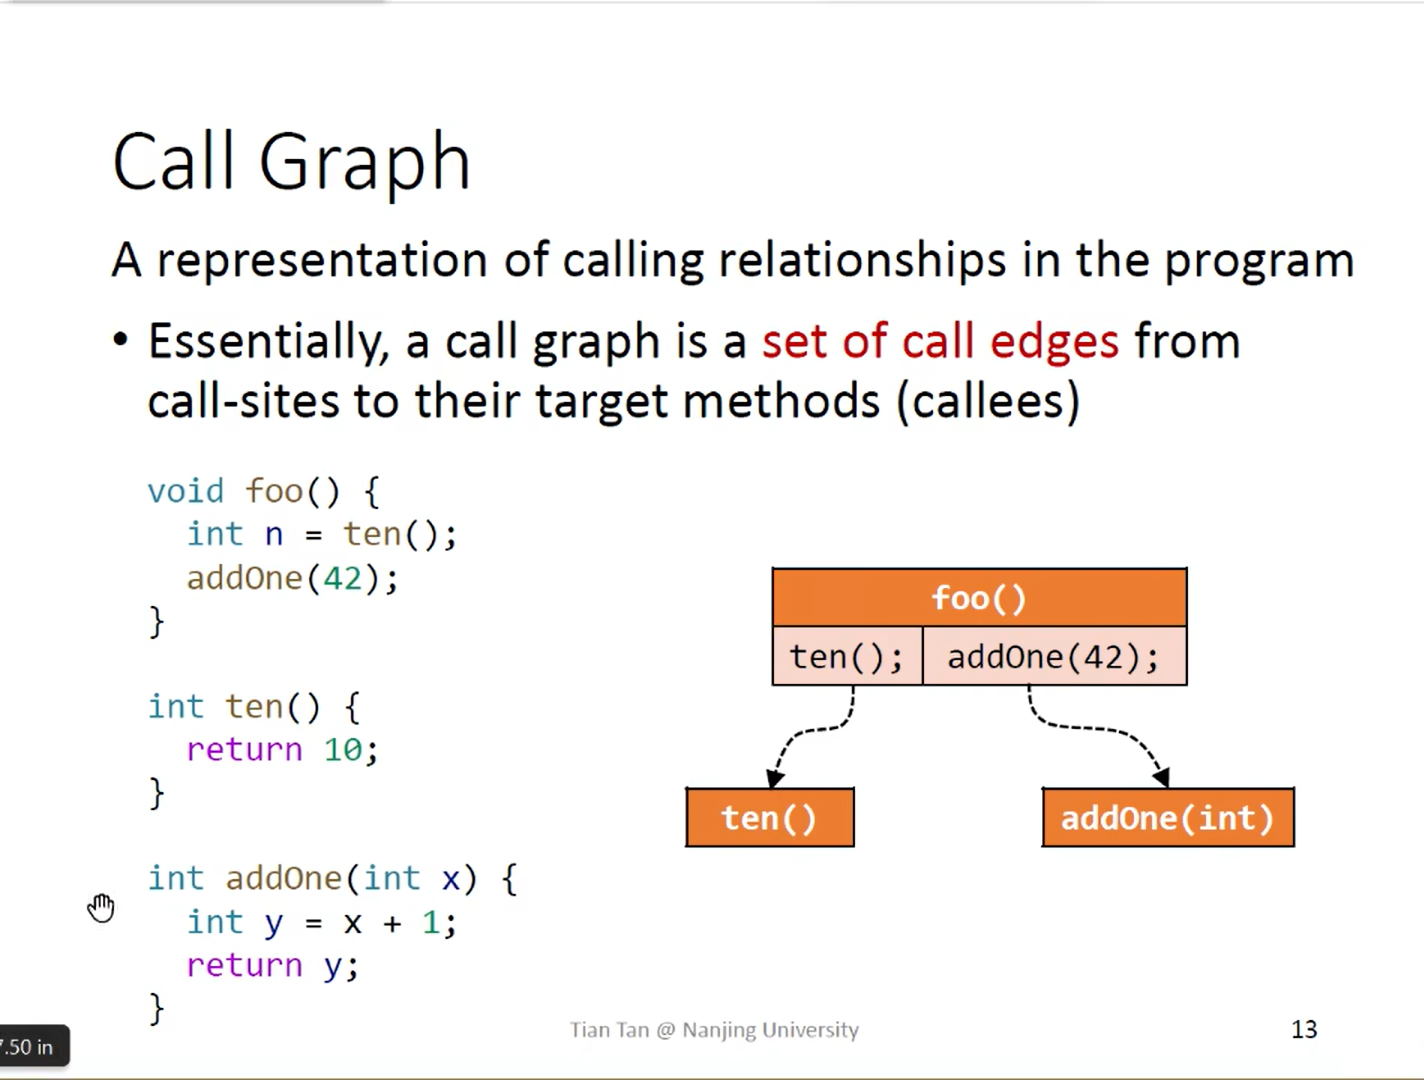 Call Graph
A representation of calling relationships in the program
• Essentially, a call graph is a set of call edges from
call-sites to their target methods (callees)
void foo() {
  int n = ten();
  addOne(42);
}
int ten() {
  return 10;
}
int addOne(int x) {
  int y = x + 1;
  return y;
}
foo()
ten(); addOne(42);
ten() addOne(int)
Tian Tan @ Nanjing University
13
7.50 in